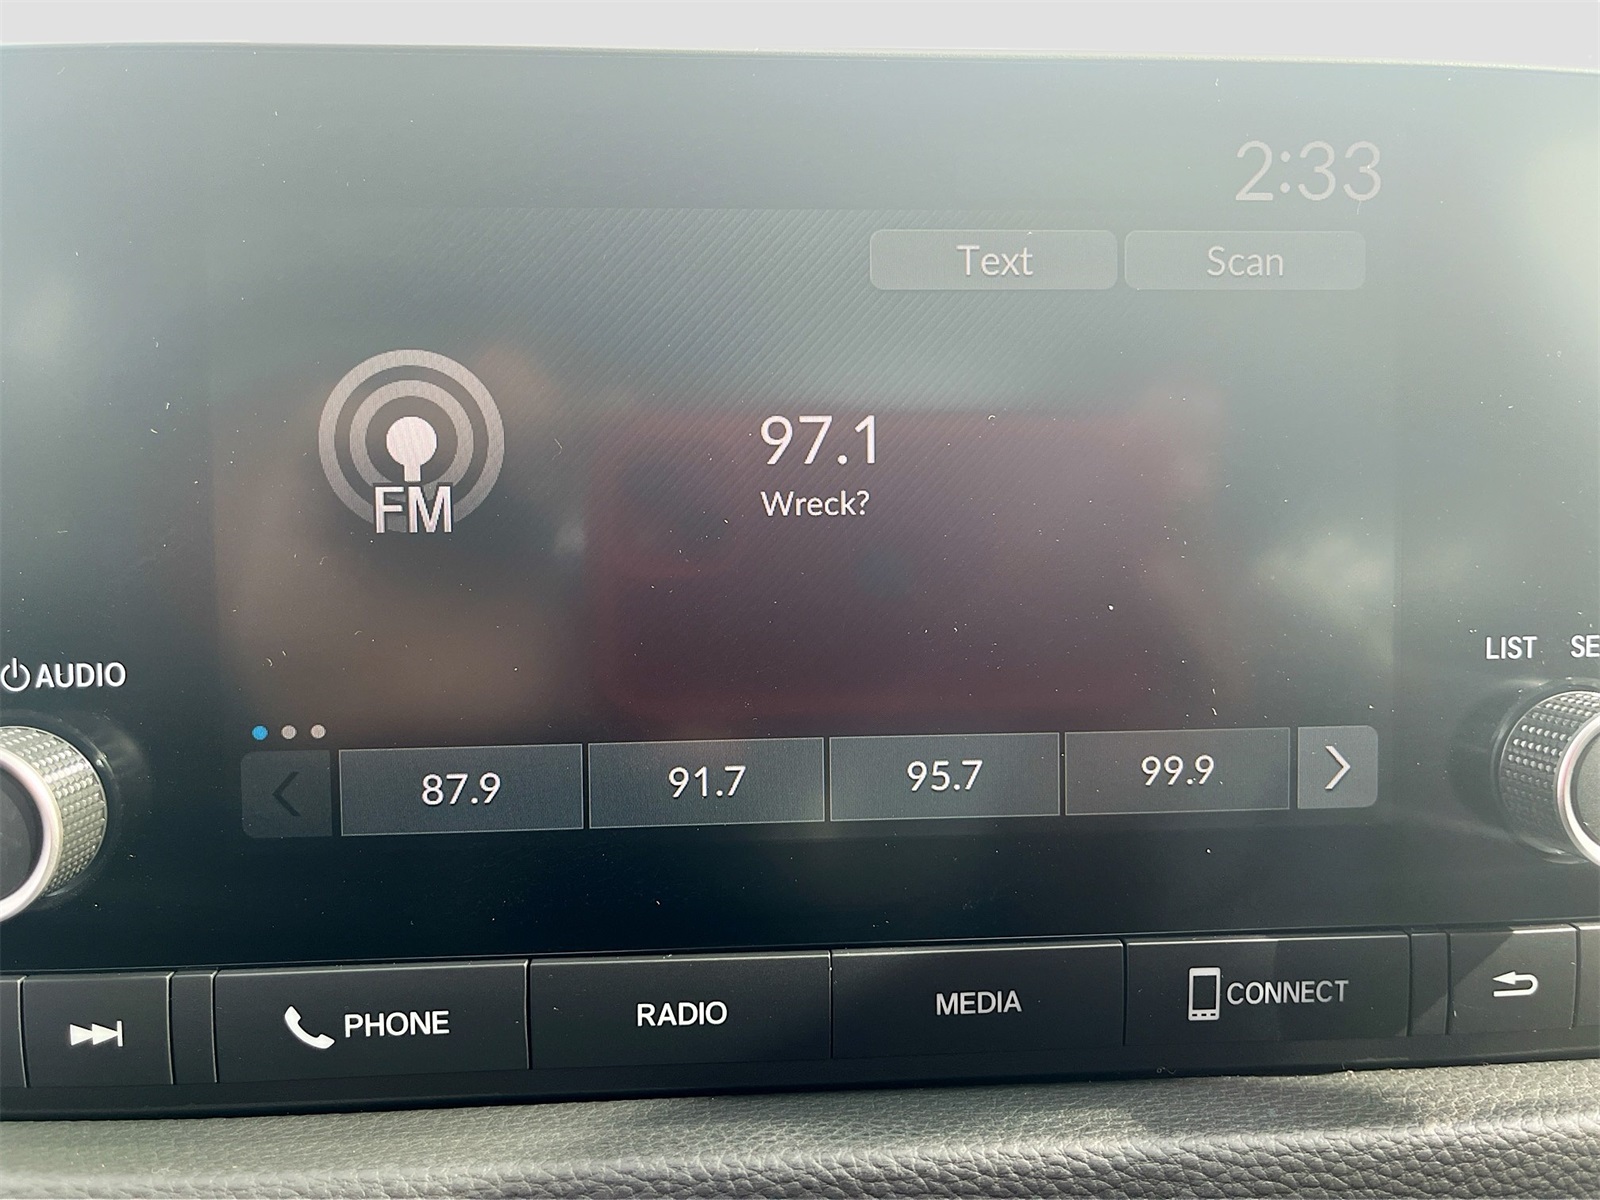 2:33
Text Scan
FM
97.1
Wreck?
AUDIO
LIST
87.9 91.7 95.7 99.9
PHONE RADIO MEDIA CONNECT